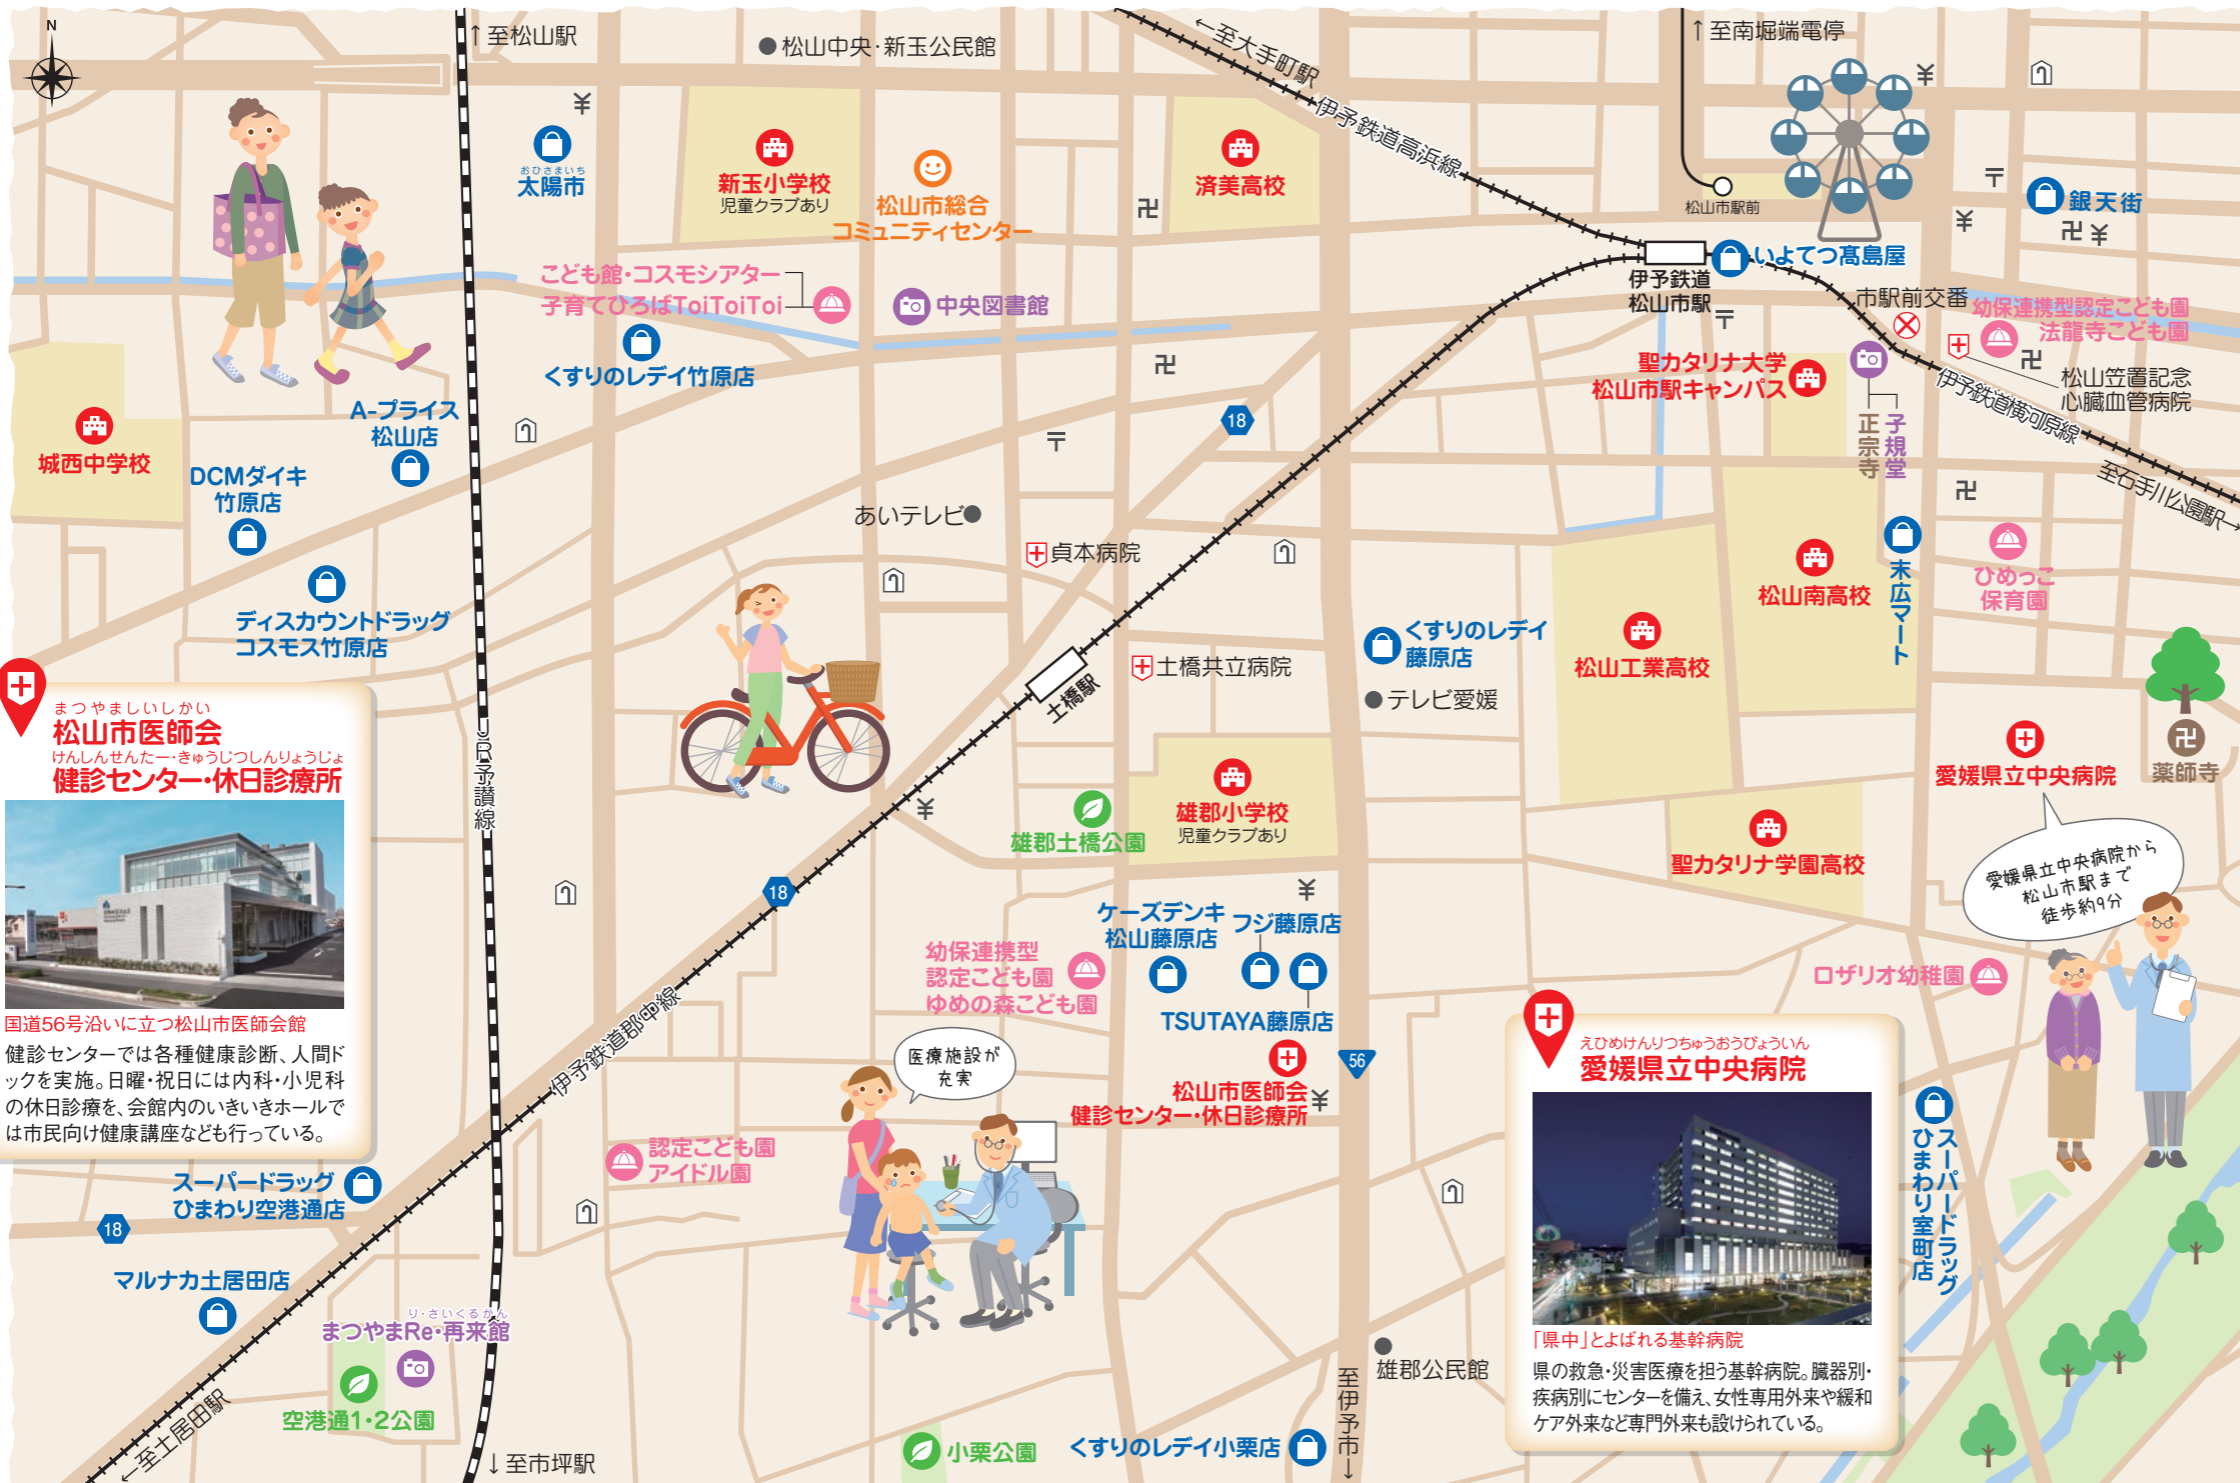 N
↑至松山駅
松山中央・新玉公民館
←至大手町駅
伊予鉄道高浜線
↑至南堀端電停
おひさまいち
太陽市
新玉小学校
児童クラブあり
松山市総合
コミュニティセンター
済美高校
松山市駅前
銀天街
いよてつ髙島屋
伊予鉄道
松山市駅
こども館・コスモシアター
子育てひろばToiToiToi
中央図書館
市駅前交番
幼保連携型認定こども園
法龍寺こども園
くすりのレデイ竹原店
聖カタリナ大学
松山市駅キャンパス
松山笠置記念
心臓血管病院
伊予鉄道横河原線
至石手川公園駅→
子規堂
正宗寺
A-プライス
松山店
城西中学校
DCMダイキ
竹原店
18
あいテレビ
貞本病院
ディスカウントドラッグ
コスモス竹原店
松山南高校
末広マート
ひめっこ
保育園
くすりのレデイ
藤原店
松山工業高校
土橋共立病院
土橋駅
テレビ愛媛
JR予讃線
まつやましいしかい
松山市医師会
けんしんせんたー・きゅうじつしんりょうじょ
健診センター・休日診療所
国道56号沿いに立つ松山市医師会館
健診センターでは各種健康診断、人間ド
ックを実施。日曜・祝日には内科・小児科
の休日診療を、会館内のいきいきホールで
は市民向け健康講座なども行っている。
愛媛県立中央病院
薬師寺
愛媛県立中央病院から
松山市駅まで
徒歩約9分
雄郡小学校
児童クラブあり
雄郡土橋公園
聖カタリナ学園高校
18
ケーズデンキ
松山藤原店
フジ藤原店
TSUTAYA藤原店
幼保連携型
認定こども園
ゆめの森こども園
ロザリオ幼稚園
伊予鉄道郡中線
医療施設が
充実
56
松山市医師会
健診センター・休日診療所
えひめけんりつちゅうおうびょういん
愛媛県立中央病院
「県中」とよばれる基幹病院
県の救急・災害医療を担う基幹病院。臓器別・
疾病別にセンターを備え、女性専用外来や緩和
ケア外来など専門外来も設けられている。
スーパードラッグ
ひまわり室町店
認定こども園
アイドル園
スーパードラッグ
ひまわり空港通店
18
マルナカ土居田店
り・さいくるかん
まつやまRe・再来館
空港通1・2公園
←至土居田駅
↓至市坪駅
小栗公園
くすりのレデイ小栗店
至伊予市→
雄郡公民館